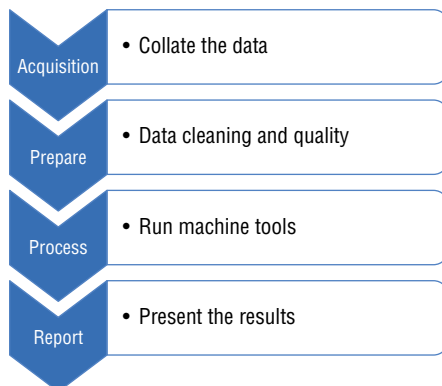 Acquisition
• Collate the data
Prepare
• Data cleaning and quality
Process
• Run machine tools
Report
• Present the results